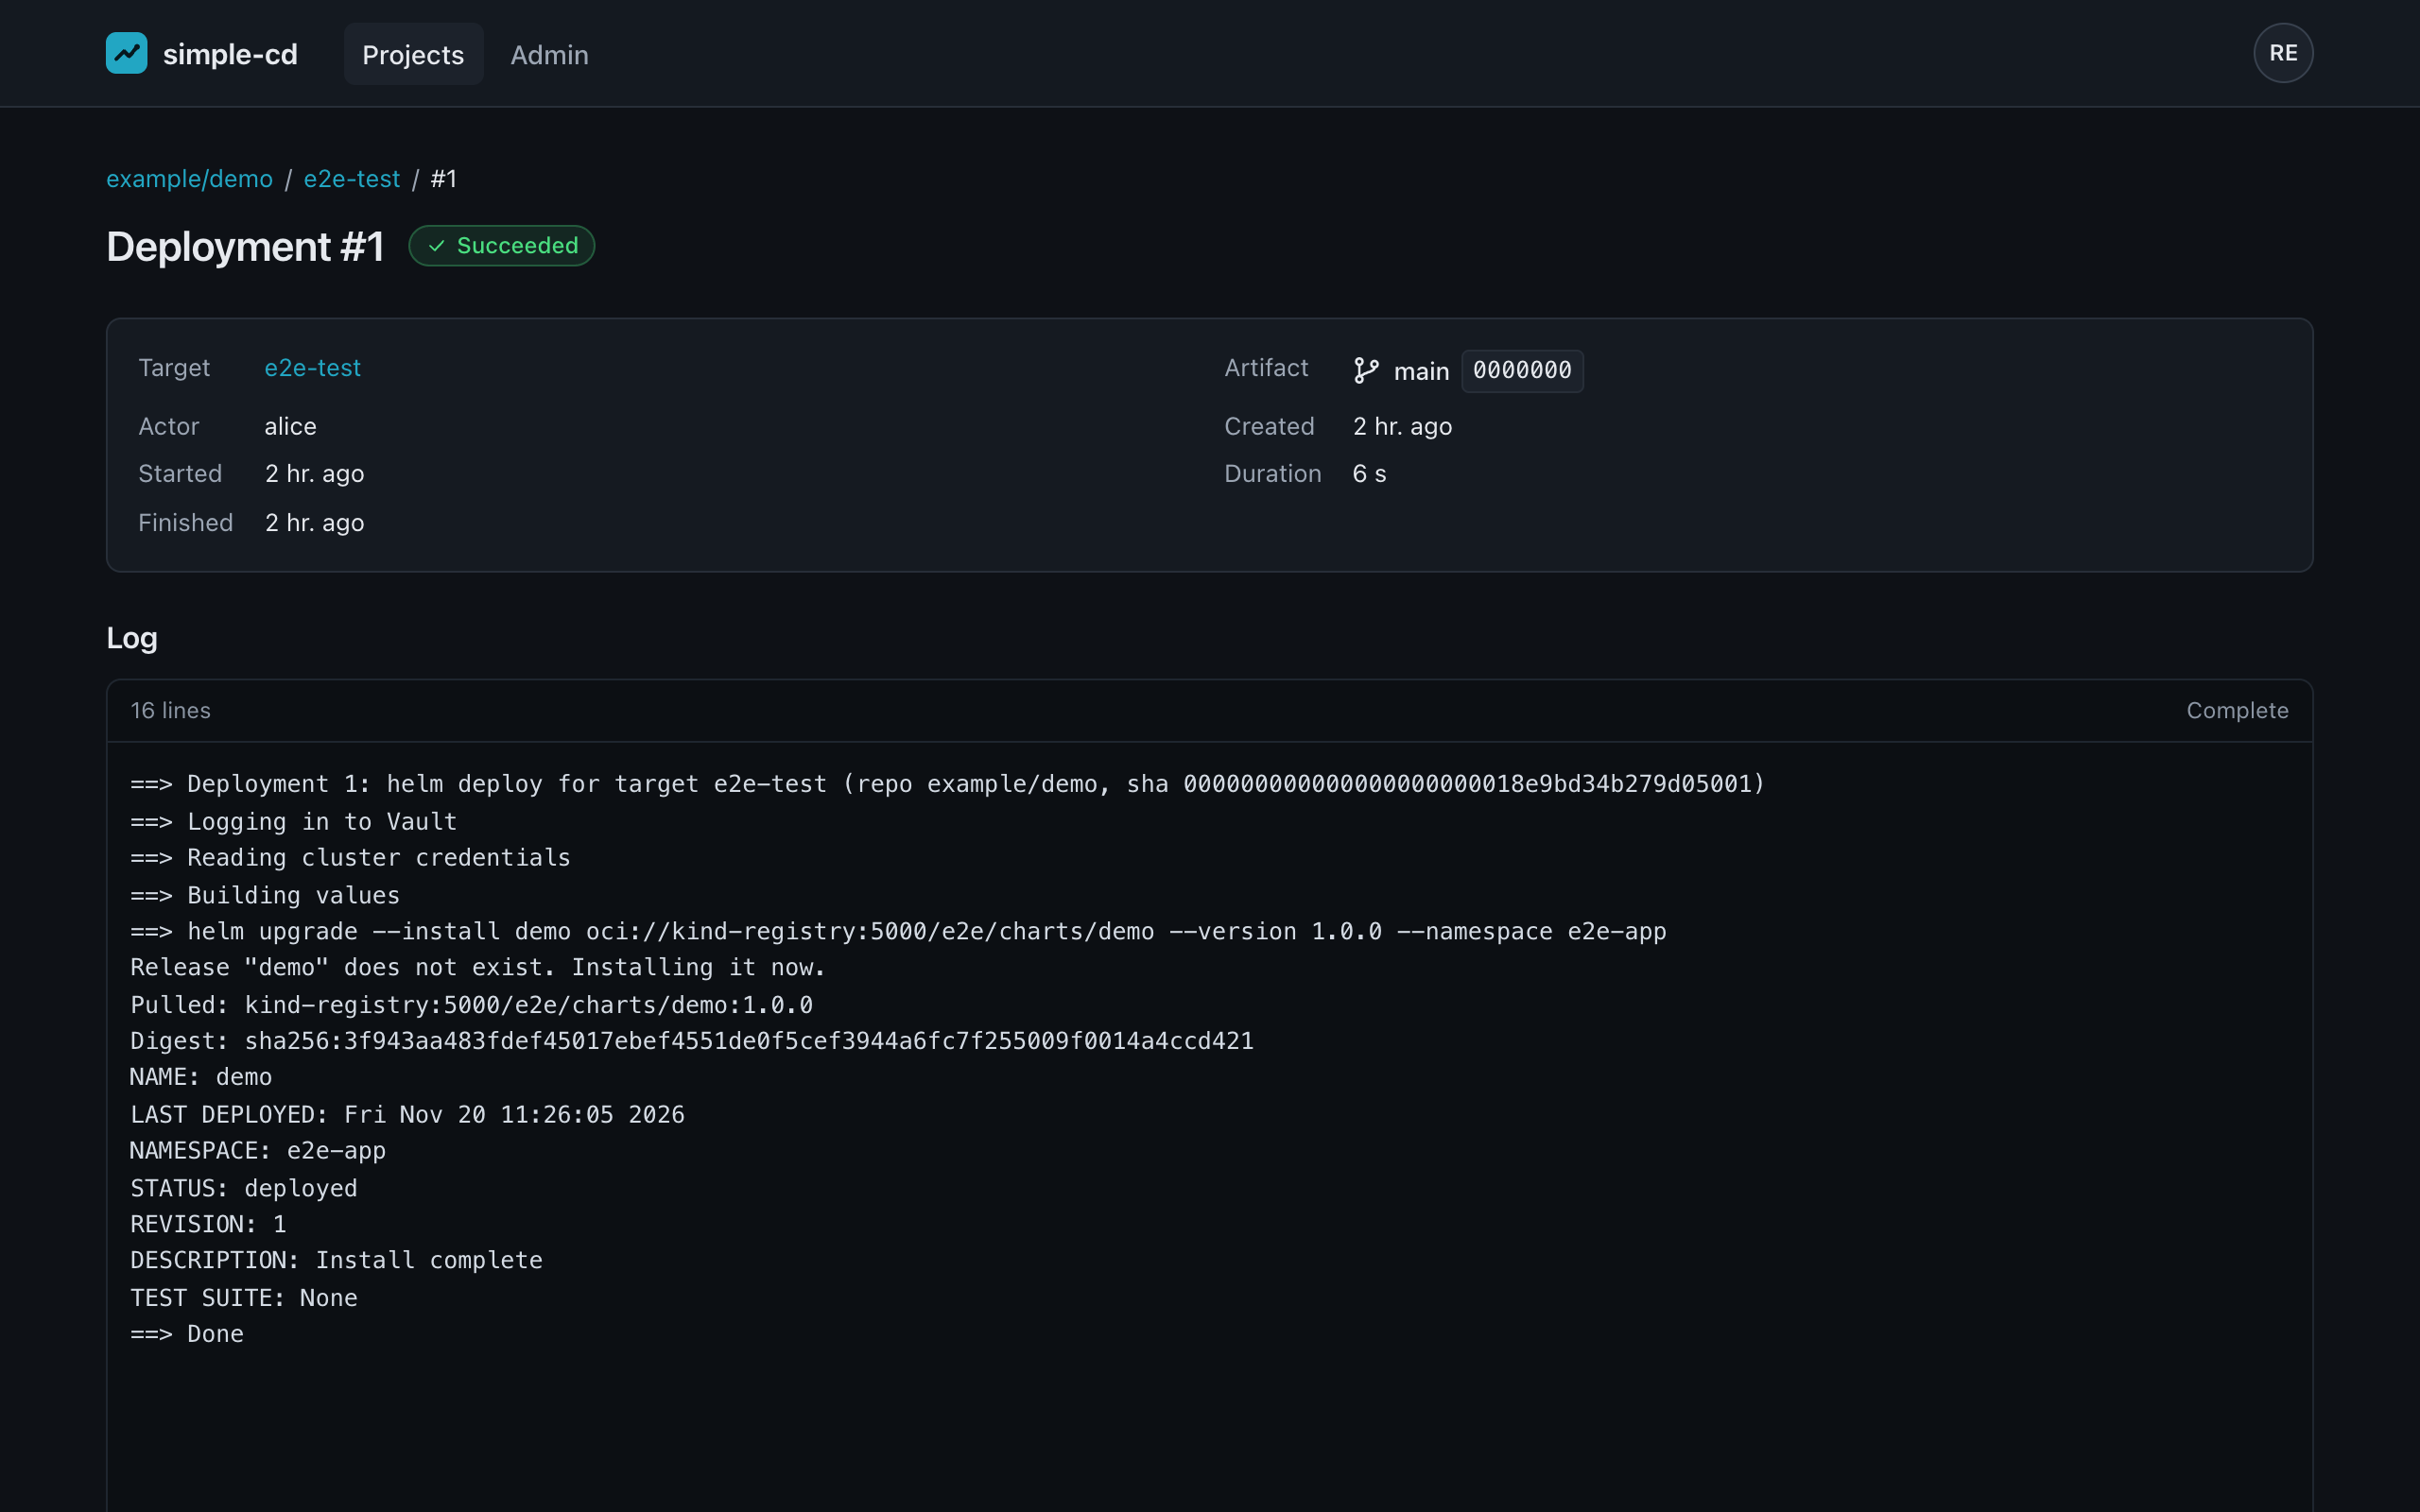 simple-cd
Projects
Admin
RE
example/demo / e2e-test / #1
Deployment #1
Succeeded
Target e2e-test
Artifact main 0000000
Actor alice
Created 2 hr. ago
Started 2 hr. ago
Duration 6 s
Finished 2 hr. ago
Log
16 lines
Complete
==> Deployment 1: helm deploy for target e2e-test (repo example/demo, sha 0000000000000000000000018e9bd34b279d05001)
==> Logging in to Vault
==> Reading cluster credentials
==> Building values
==> helm upgrade --install demo oci://kind-registry:5000/e2e/charts/demo --version 1.0.0 --namespace e2e-app
Release "demo" does not exist. Installing it now.
Pulled: kind-registry:5000/e2e/charts/demo:1.0.0
Digest: sha256:3f943aa483fdef45017ebef4551de0f5cef3944a6fc7f255009f0014a4ccd421
NAME: demo
LAST DEPLOYED: Fri Nov 20 11:26:05 2026
NAMESPACE: e2e-app
STATUS: deployed
REVISION: 1
DESCRIPTION: Install complete
TEST SUITE: None
==> Done